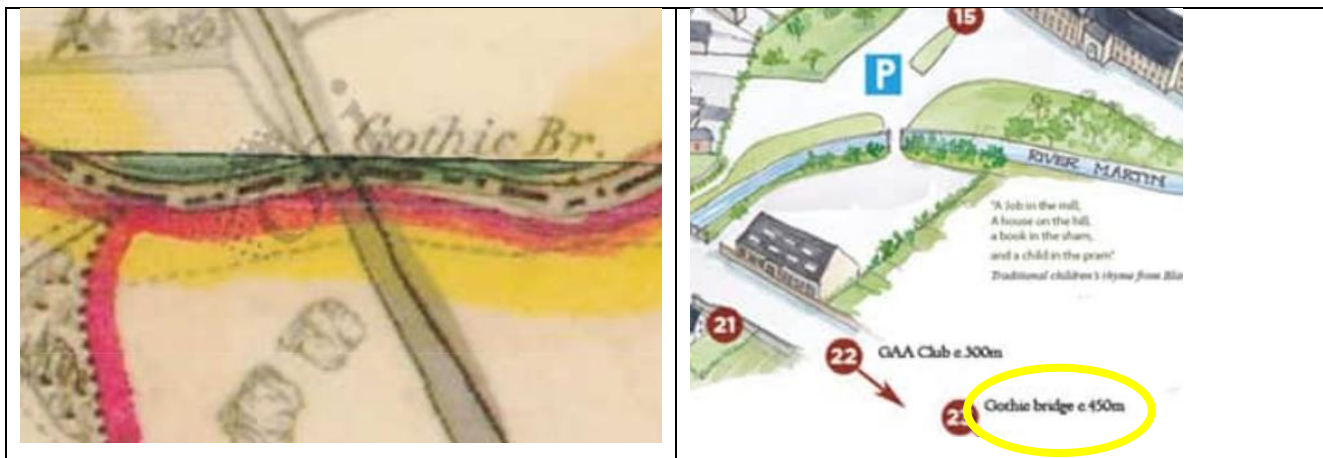 Gothic Br.
15
P
RIVER MARTIN
"A Job in the mill,
A house on the hill,
a book in the sham,
and a child in the pram"
Traditional children's rhyme from
21
22 GAA Club c.300m
23 Gothic bridge c.450m